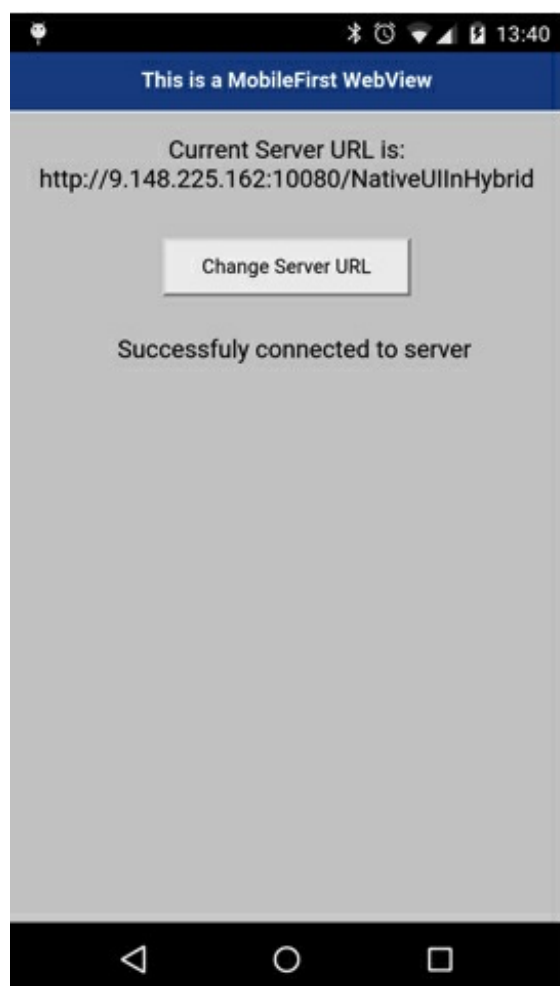 13:40
This is a MobileFirst WebView
Current Server URL is:
http://9.148.225.162:10080/NativeUIInHybrid
Change Server URL
Successfuly connected to server